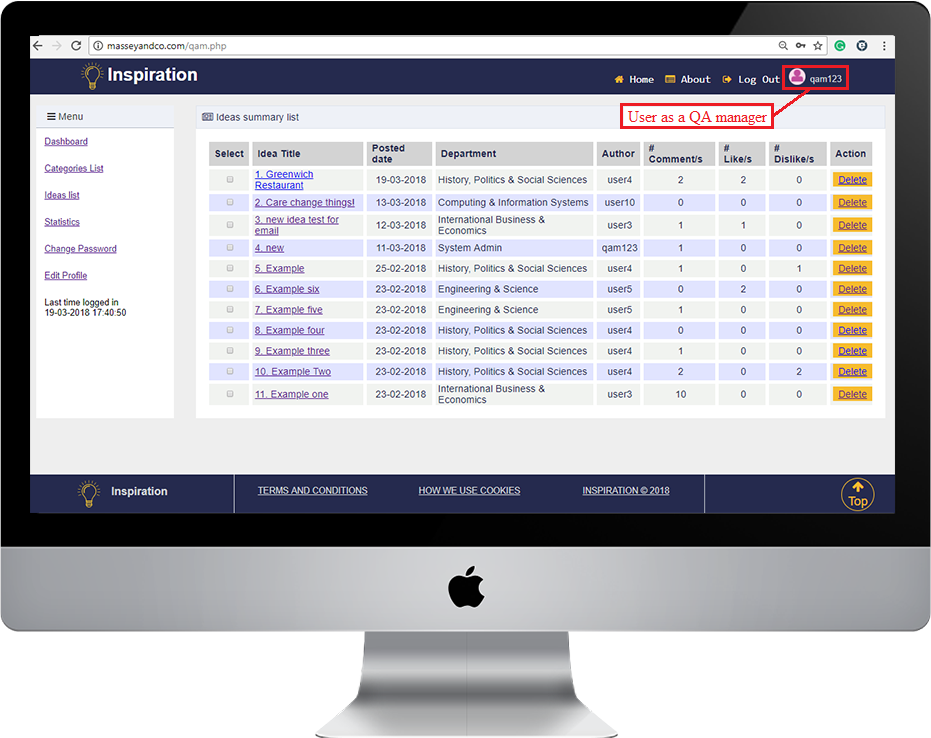 masseyandco.com/qam.php
Inspiration
Home About Log Out qam123
User as a QA manager
Menu
Dashboard
Categories List
Ideas list
Statistics
Change Password
Edit Profile
Last time logged in
19-03-2018 17:40:50
Ideas summary list
Select Idea Title Posted date Department Author # Comment/s # Like/s # Dislike/s Action
1. Greenwich Restaurant 19-03-2018 History, Politics & Social Sciences user4 2 2 0 Delete
2. Care change things! 13-03-2018 Computing & Information Systems user10 0 0 0 Delete
3. new idea test for email 12-03-2018 International Business & Economics user3 1 1 0 Delete
4. new 11-03-2018 System Admin qam123 1 0 0 Delete
5. Example 25-02-2018 History, Politics & Social Sciences user4 1 0 1 Delete
6. Example six 23-02-2018 Engineering & Science user5 0 2 0 Delete
7. Example five 23-02-2018 Engineering & Science user5 1 0 0 Delete
8. Example four 23-02-2018 History, Politics & Social Sciences user4 0 0 0 Delete
9. Example three 23-02-2018 History, Politics & Social Sciences user4 1 0 0 Delete
10. Example Two 23-02-2018 History, Politics & Social Sciences user4 2 0 2 Delete
11. Example one 23-02-2018 International Business & Economics user3 10 0 0 Delete
Inspiration
TERMS AND CONDITIONS HOW WE USE COOKIES INSPIRATION © 2018
Top